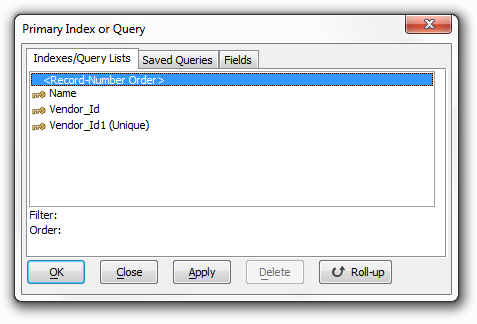 Primary Index or Query
Indexes/Query Lists Saved Queries Fields
<Record-Number Order>
Name
Vendor_Id
Vendor_Id1 (Unique)
Filter:
Order:
OK Close Apply Delete Roll-up